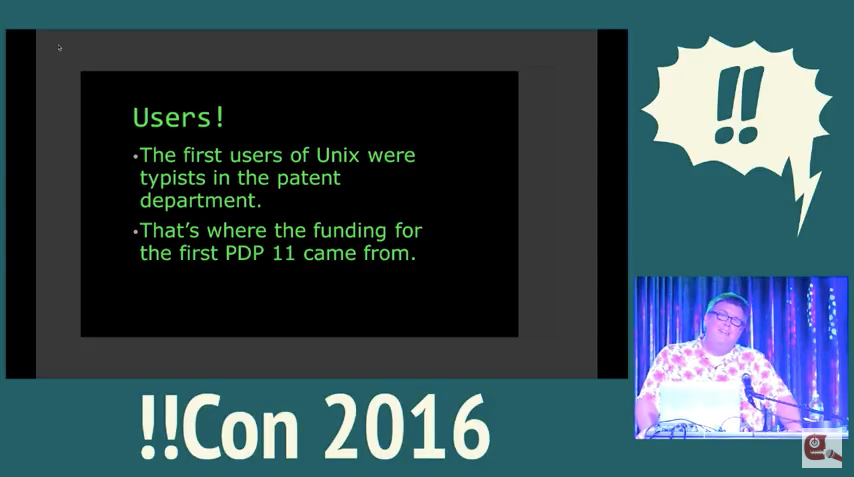 Users!
•The first users of Unix were
typists in the patent
department.
•That's where the funding for
the first PDP 11 came from.
!!
!!Con 2016